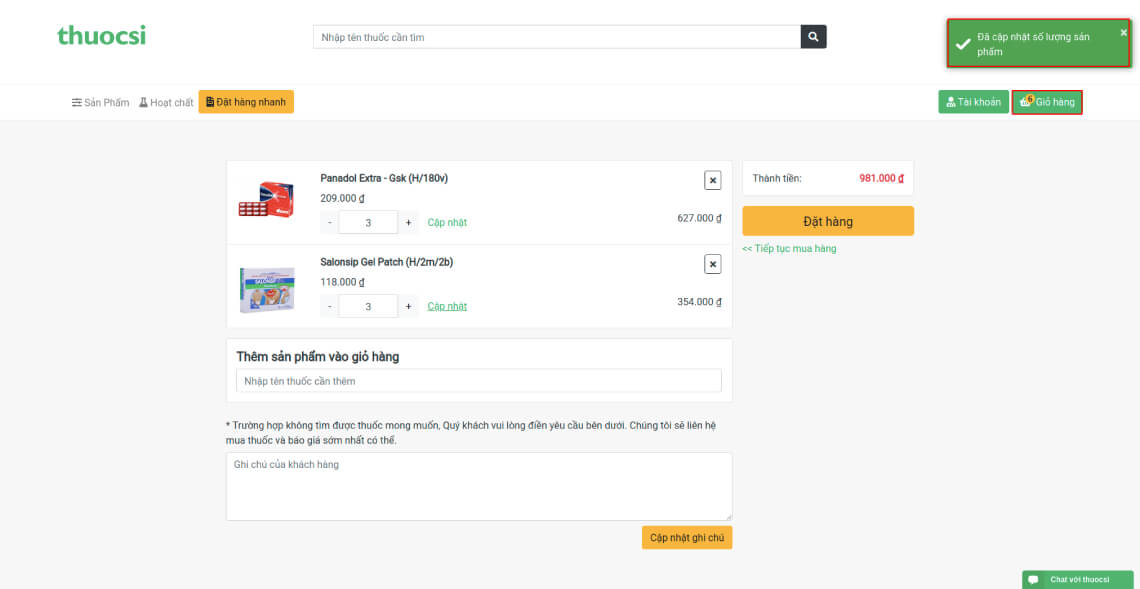 thuocsi
Nhập tên thuốc cần tìm
Đã cập nhật số lượng sản
phẩm
×
Sản Phẩm
Hoạt chất
Đặt hàng nhanh
Tài khoản
6
Giỏ hàng
Panadol Extra - Gsk (H/180v)
209.000 ₫
- 3 + Cập nhật
627.000 ₫
Thành tiền: 981.000 ₫
Đặt hàng
<< Tiếp tục mua hàng
Salonsip Gel Patch (H/2m/2b)
118.000 ₫
- 3 + Cập nhật
354.000 ₫
Thêm sản phẩm vào giỏ hàng
Nhập tên thuốc cần thêm
* Trường hợp không tìm được thuốc mong muốn, Quý khách vui lòng điền yêu cầu bên dưới. Chúng tôi sẽ liên hệ
mua thuốc và báo giá sớm nhất có thể.
Ghi chú của khách hàng
Cập nhật ghi chú
Chat với thuocsi